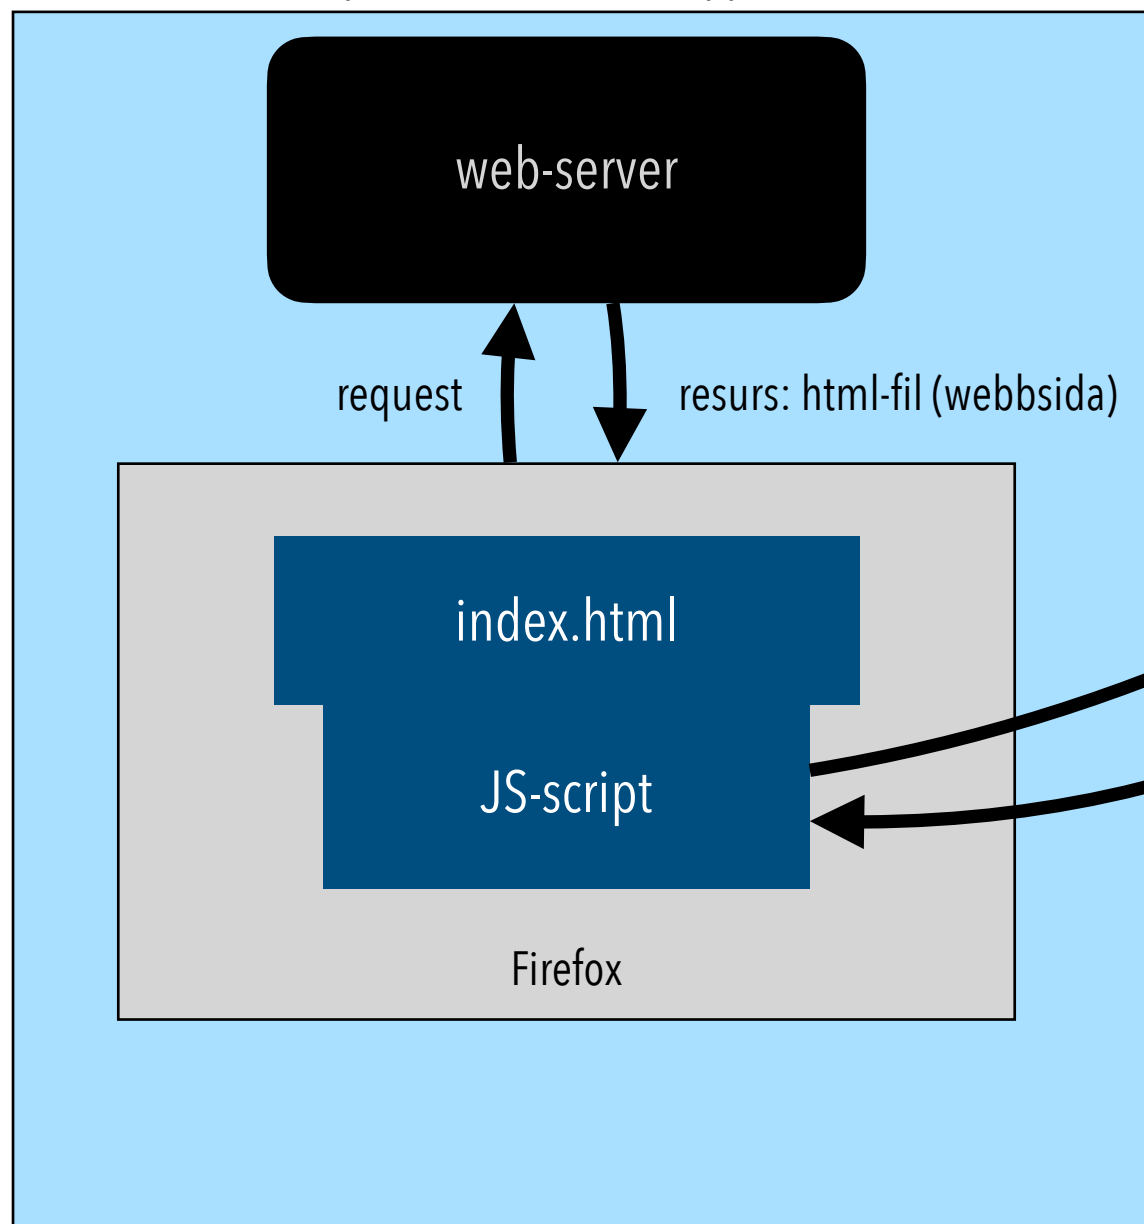 web-server
request
resurs: html-fil (webbsida)
index.html
JS-script
Firefox